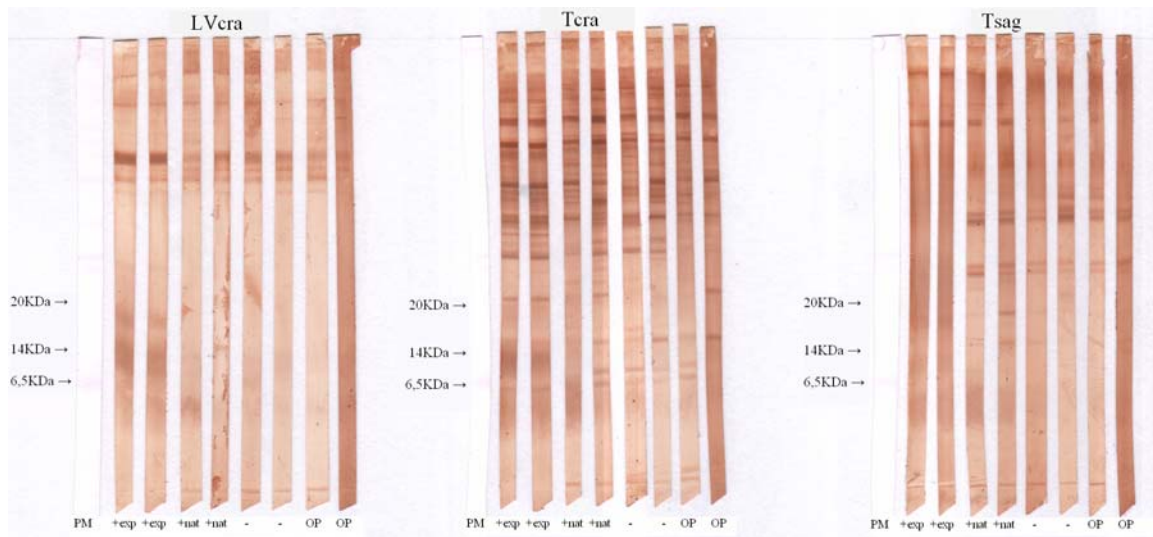 LVcra
Tcra
Tsag
20KDa →
14KDa →
6,5KDa →
20KDa →
14KDa →
6,5KDa →
20KDa →
14KDa →
6,5KDa →
PM +exp +exp +nat +nat - - OP OP
PM +exp +exp +nat +nat - - OP OP
PM +exp +exp +nat +nat - - OP OP